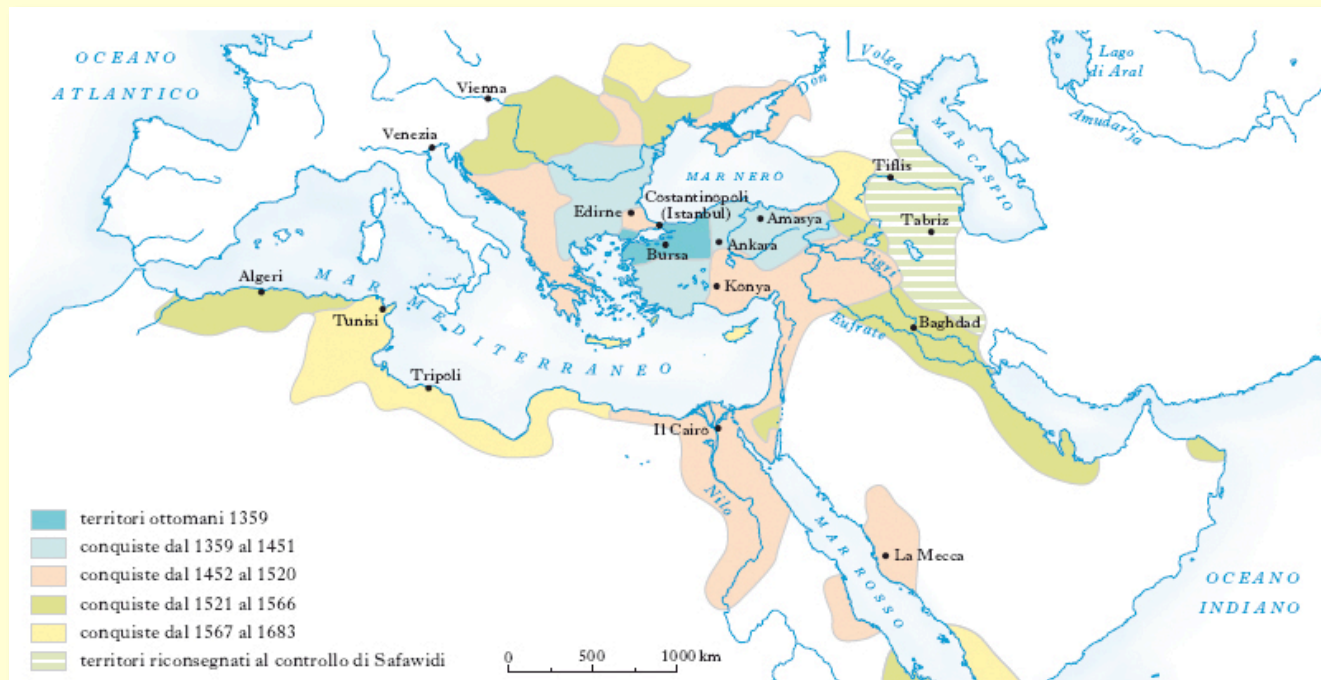 OCEANO
ATLANTICO
Vienna
Venezia
Volga
Don
Lago
di Aral
Amudar'ja
MAR CASPIO
Tiflis
MAR NERO
Costantinopoli
(Istanbul)
Edirne
Amasya
Tabriz
Bursa
Ankara
Tigri
Konya
Algeri
MAR MEDITERRANEO
Tunisi
Baghdad
Eufrate
Tripoli
Il Cairo
Nilo
MAR ROSSO
La Mecca
OCEANO
INDIANO
territori ottomani 1359
conquiste dal 1359 al 1451
conquiste dal 1452 al 1520
conquiste dal 1521 al 1566
conquiste dal 1567 al 1683
territori riconsegnati al controllo di Safawidi
0 500 1000 km